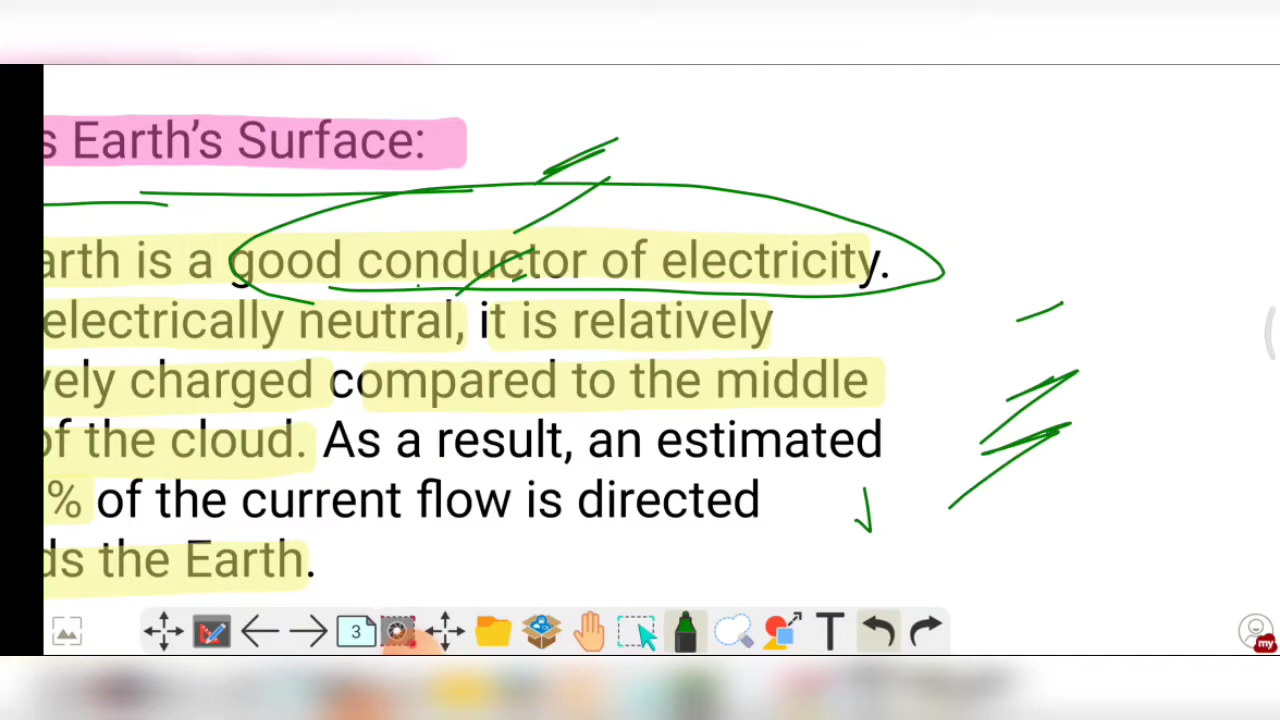 s Earth's Surface:
arth is a good conductor of electricity.
electrically neutral, it is relatively
vely charged compared to the middle
of the cloud. As a result, an estimated
% of the current flow is directed
ds the Earth.
3
T
my